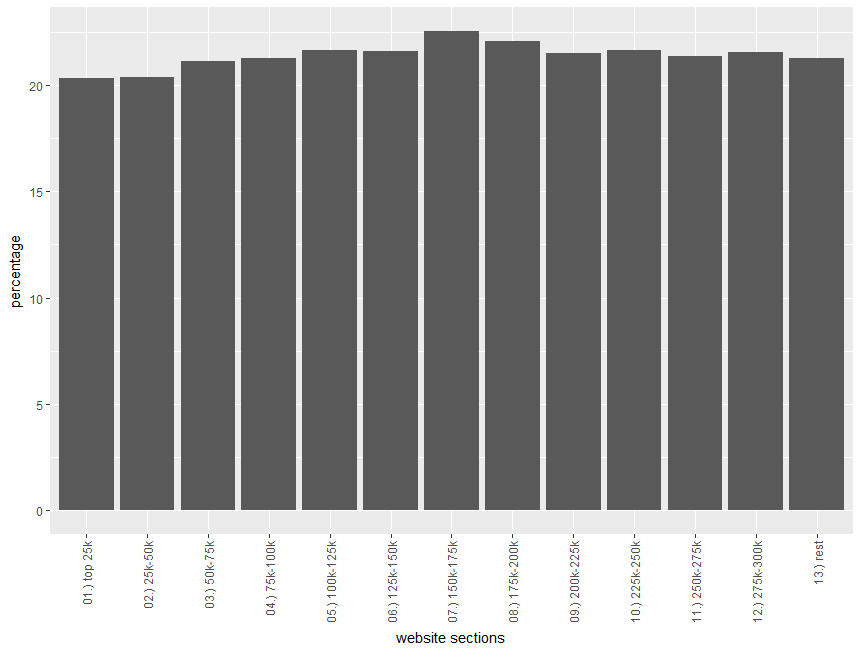 20
15
10
5
0
percentage
01.) top 25k
02.) 25k-50k
03.) 50k-75k
04.) 75k-100k
05.) 100k-125k
06.) 125k-150k
07.) 150k-175k
08.) 175k-200k
09.) 200k-225k
10.) 225k-250k
11.) 250k-275k
12.) 275k-300k
13.) rest
website sections